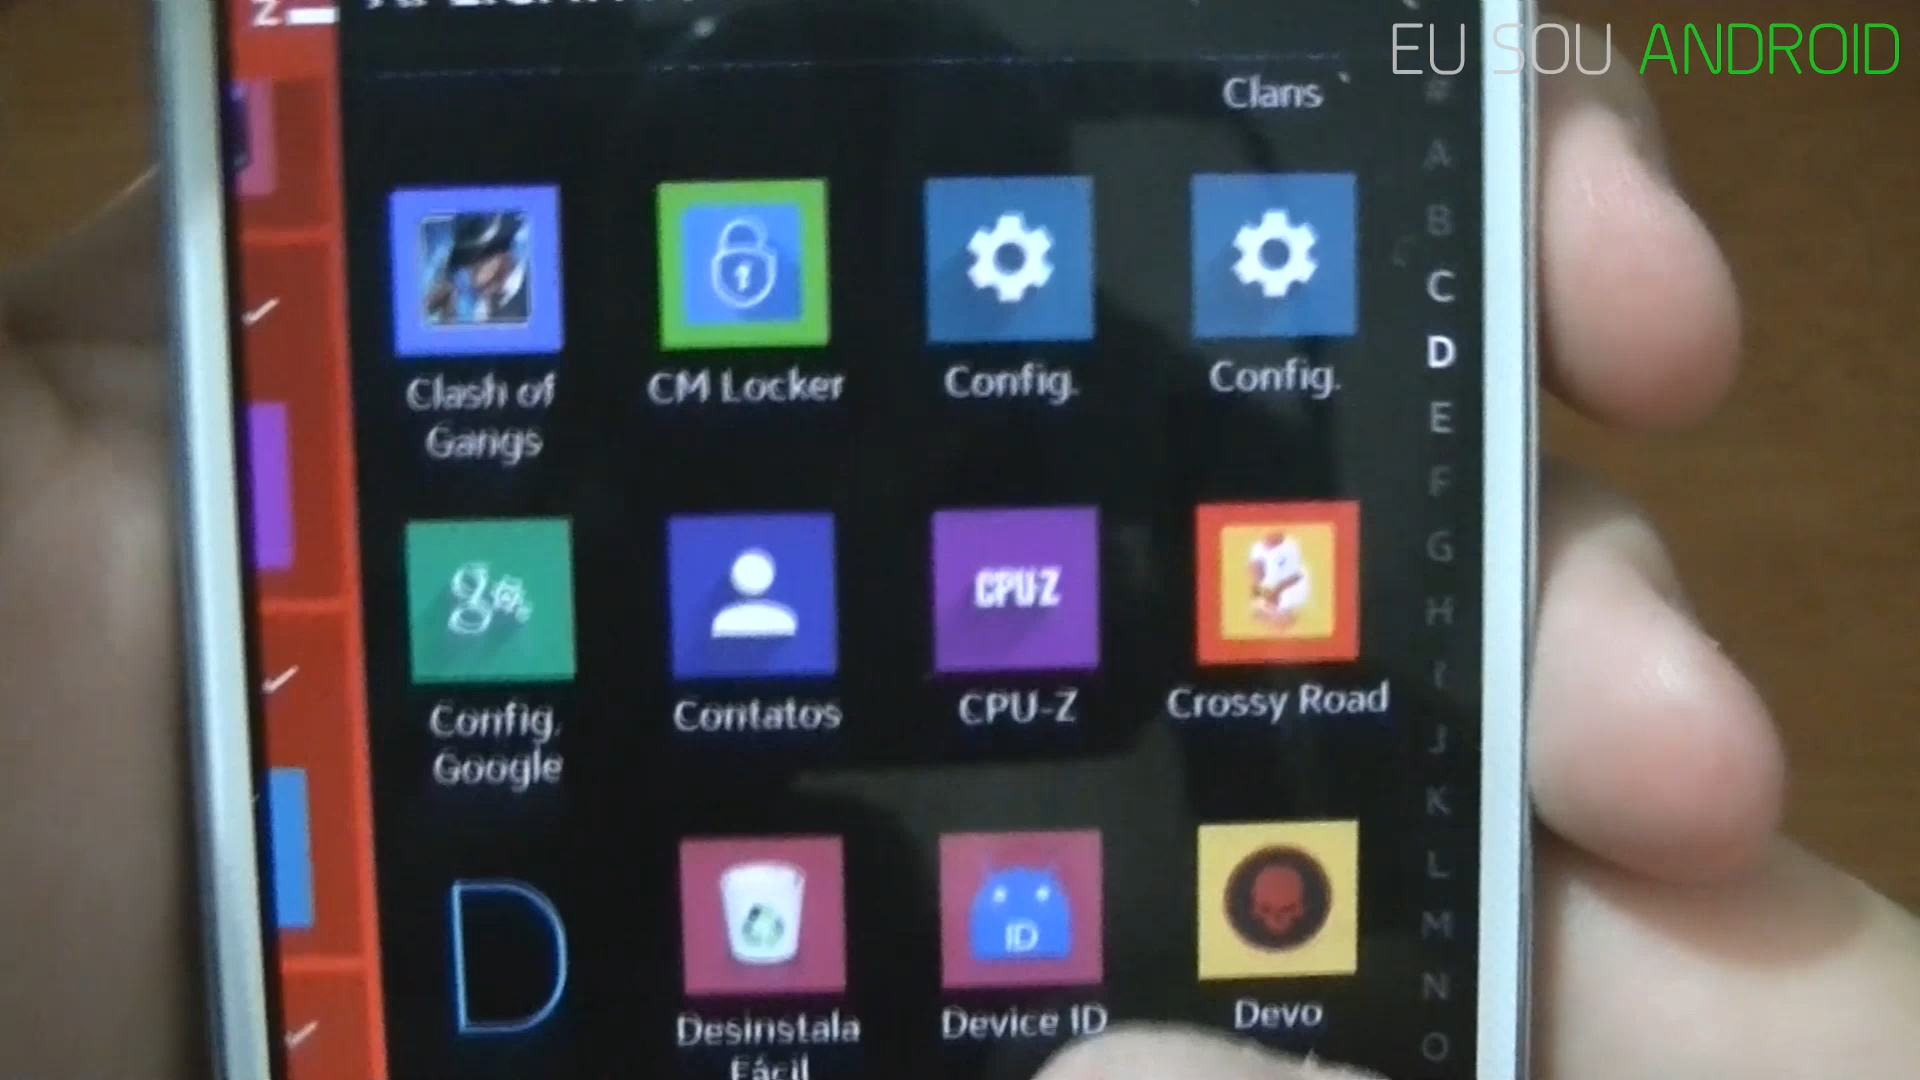 EU SOU ANDROID
Z
Clans
#
A
B
C
D
E
F
G
H
I
J
K
L
M
N
O
Clash of
Gangs
CM Locker
Config.
Config.
CPU-Z
Config.
Google
Contatos
CPU-Z
Crossy Road
D
ID
Desinstala
Fácil
Device ID
Devo